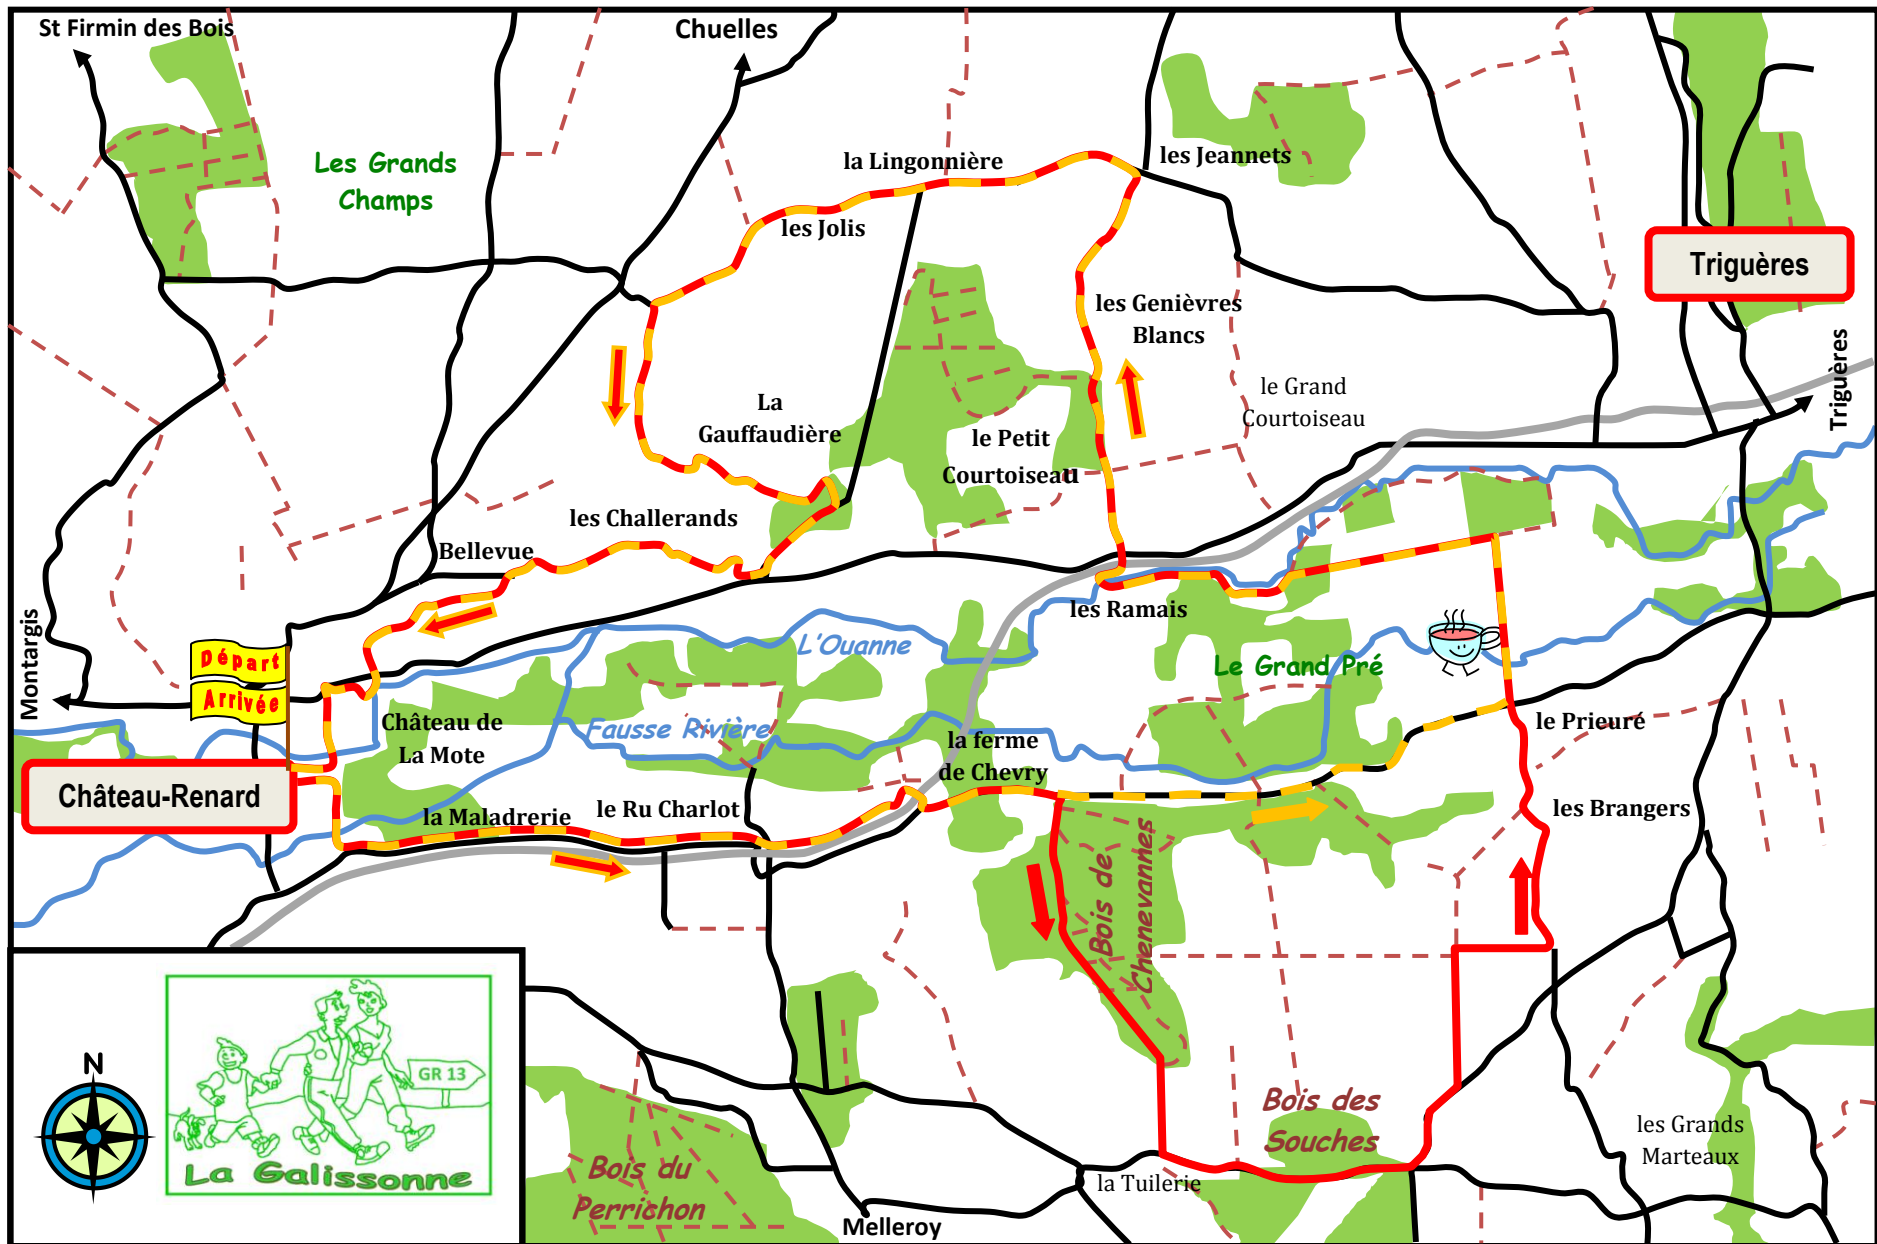 St Firmin des Bois
Chuelles
Les Grands
Champs
la Lingonnière
les Jeannets
les Jolis
Triguères
les Genièvres
Blancs
Triguères
le Grand
Courtoiseau
La
Gauffaudière
le Petit
Courtoiseau
les Challerands
Bellevue
les Ramais
Montargis
Départ
Arrivée
L'Ouanne
Le Grand Pré
Château de
La Mote
Fausse Rivière
la ferme
de Chevry
le Prieuré
Château-Renard
la Maladrerie
le Ru Charlot
les Brangers
Bois de
Chenevannes
N
GR 13
La Galissonne
Bois des
Souches
les Grands
Marteaux
Bois du
Perrichon
la Tuilerie
Melleroy